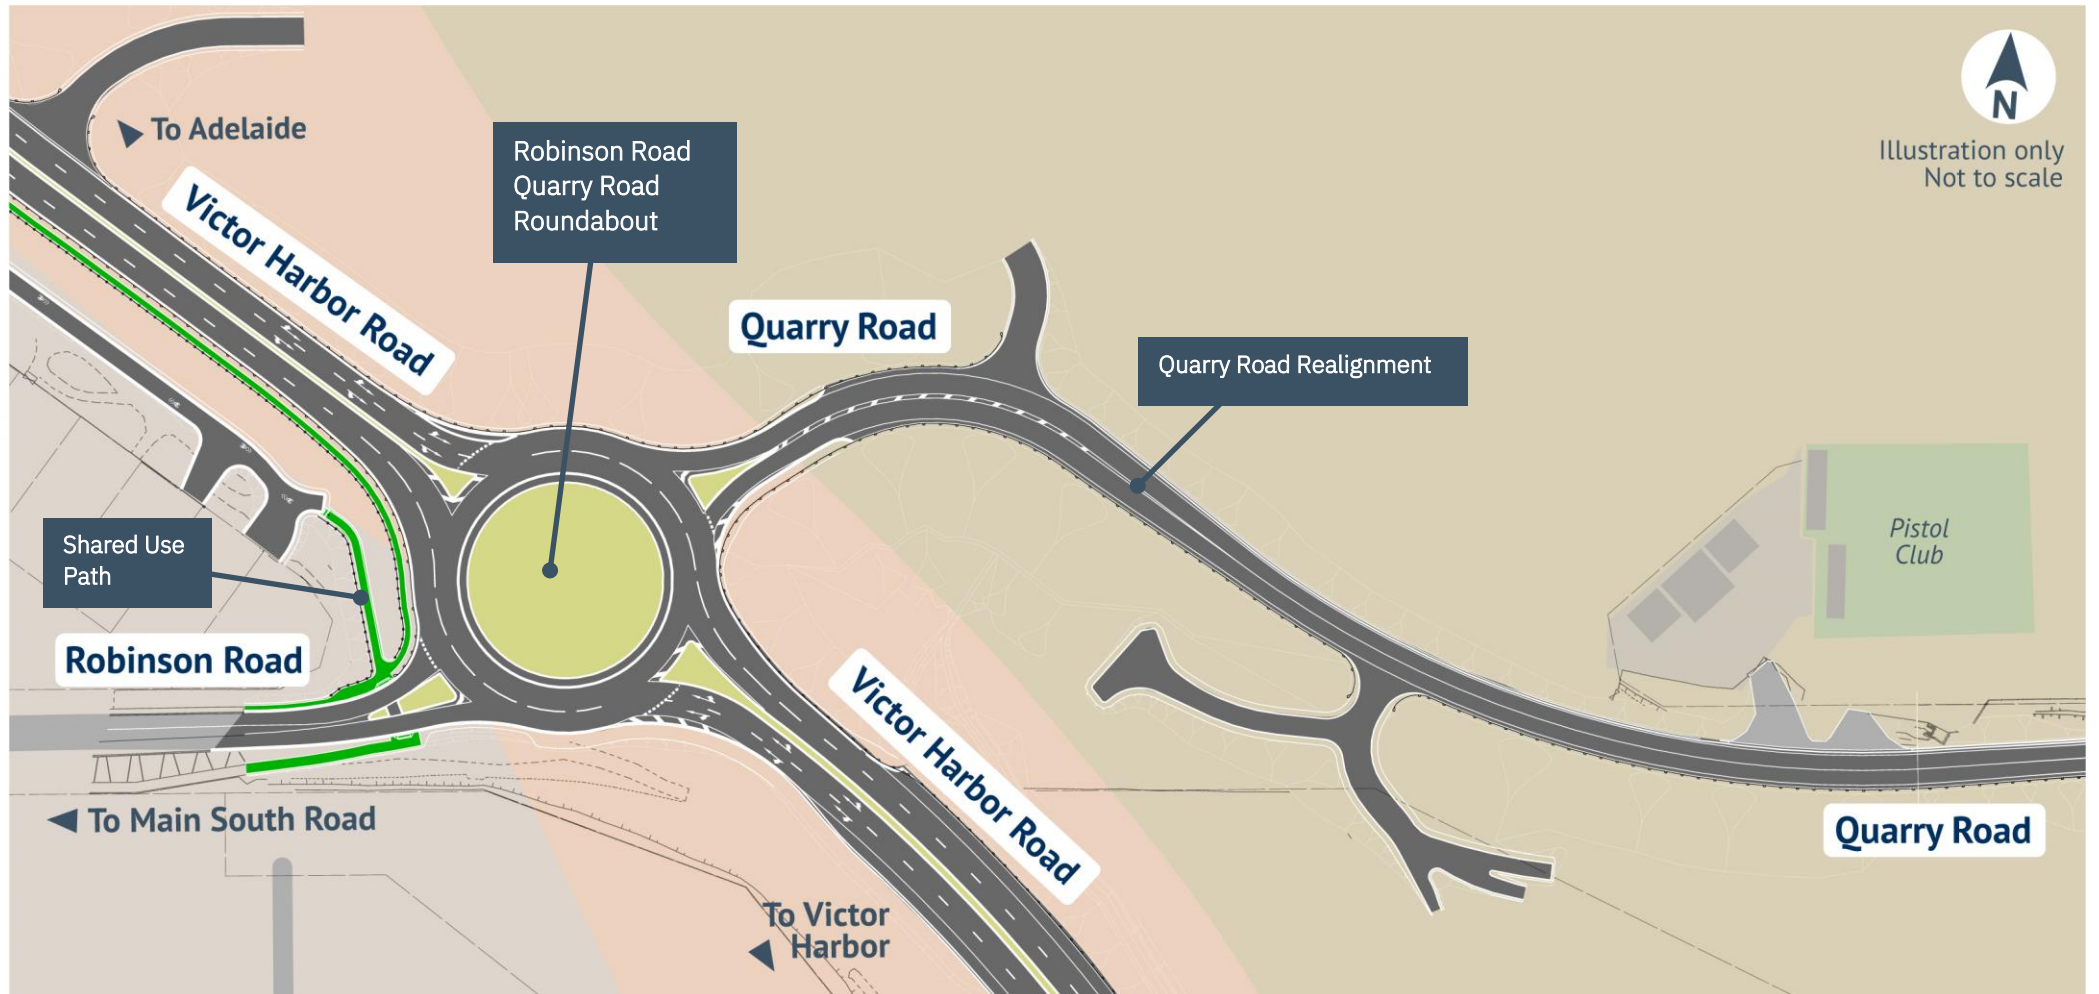 N
Illustration only
Not to scale
To Adelaide
Robinson Road
Quarry Road
Roundabout
Victor Harbor Road
Quarry Road
Quarry Road Realignment
Pistol
Club
Shared Use
Path
Robinson Road
Victor Harbor Road
To Main South Road
Quarry Road
To Victor
Harbor